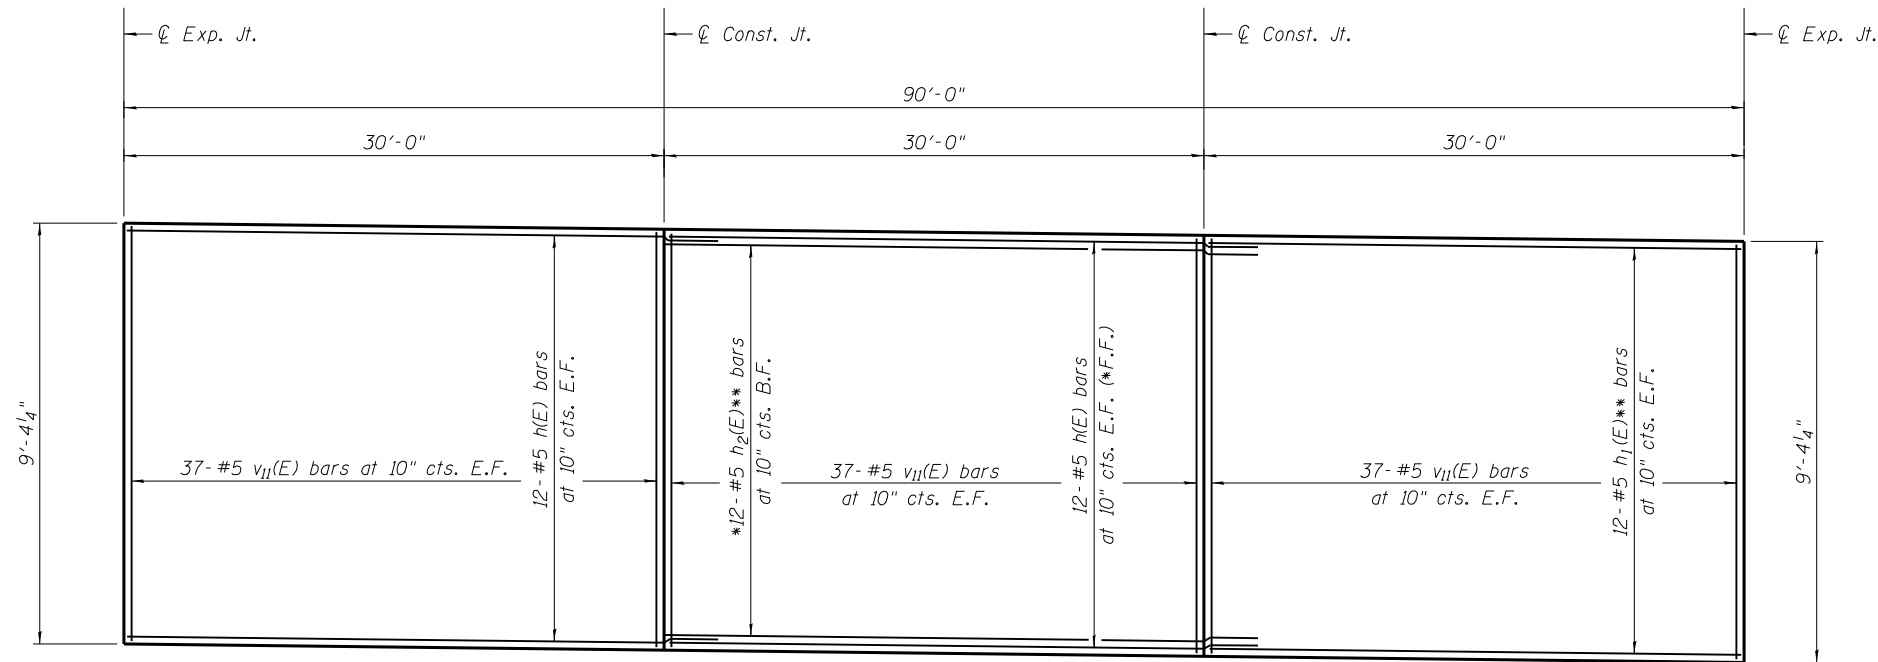 ℄ Exp. Jt.
℄ Const. Jt.
℄ Const. Jt.
℄ Exp. Jt.
90'-0"
30'-0"
30'-0"
30'-0"
9'-4¼"
37-#5 v₁₁(E) bars at 10" cts. E.F.
12-#5 h(E) bars
at 10" cts. E.F.
*12-#5 h₂(E)** bars
at 10" cts. B.F.
37-#5 v₁₁(E) bars
at 10" cts. E.F.
12-#5 h(E) bars
at 10" cts. E.F. (*F.F.)
37-#5 v₁₁(E) bars
at 10" cts. E.F.
12-#5 h₁(E)** bars
at 10" cts. E.F.
9'-4¼"